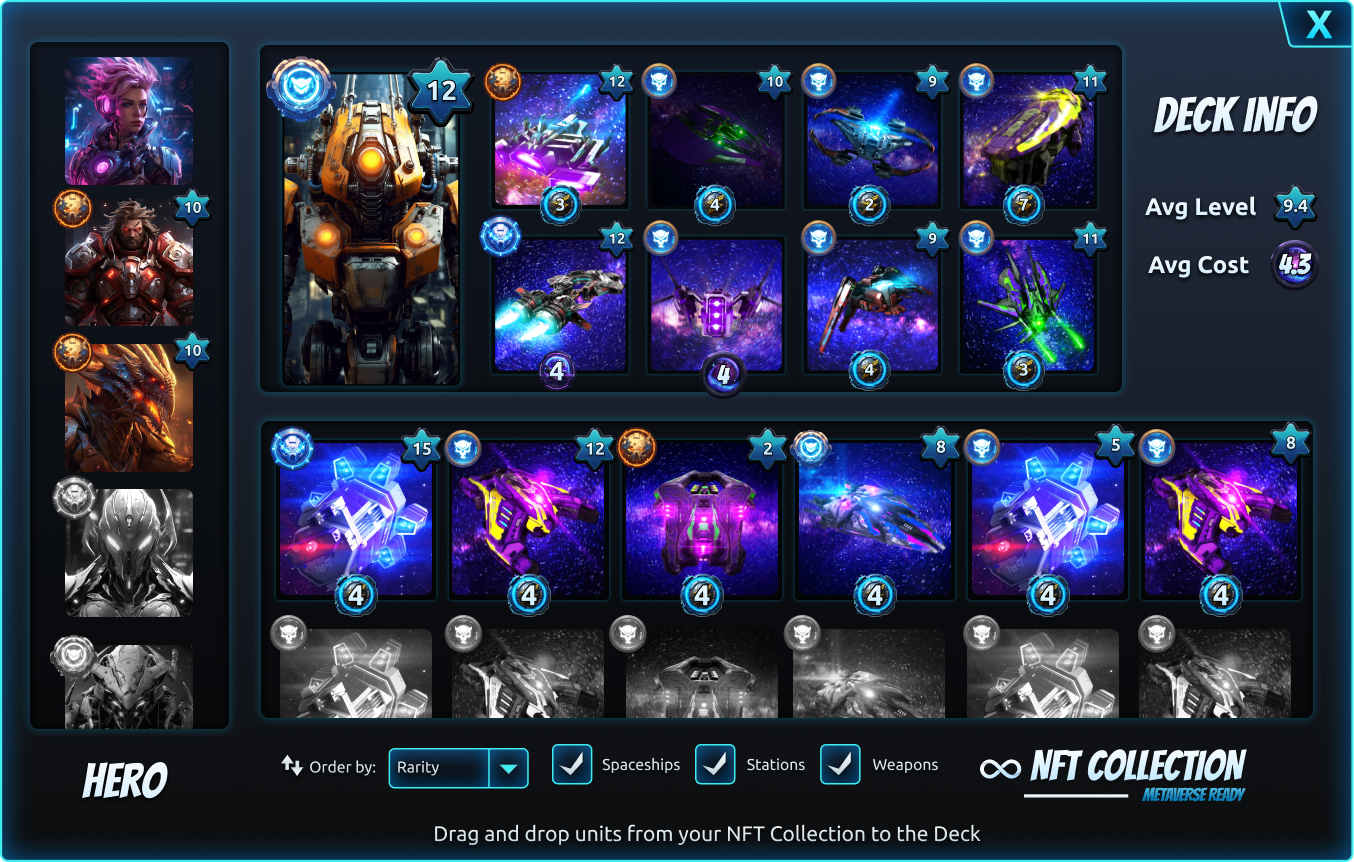 X
12
12
10
9
11
DECK INFO
3
4
2
7
Avg Level 9.4
10
12
9
11
Avg Cost 4.3
4
4
4
3
10
15
12
2
8
5
8
4
4
4
4
4
4
HERO
Order by:
Rarity
Spaceships
Stations
Weapons
NFT COLLECTION
METAVERSE READY
Drag and drop units from your NFT Collection to the Deck